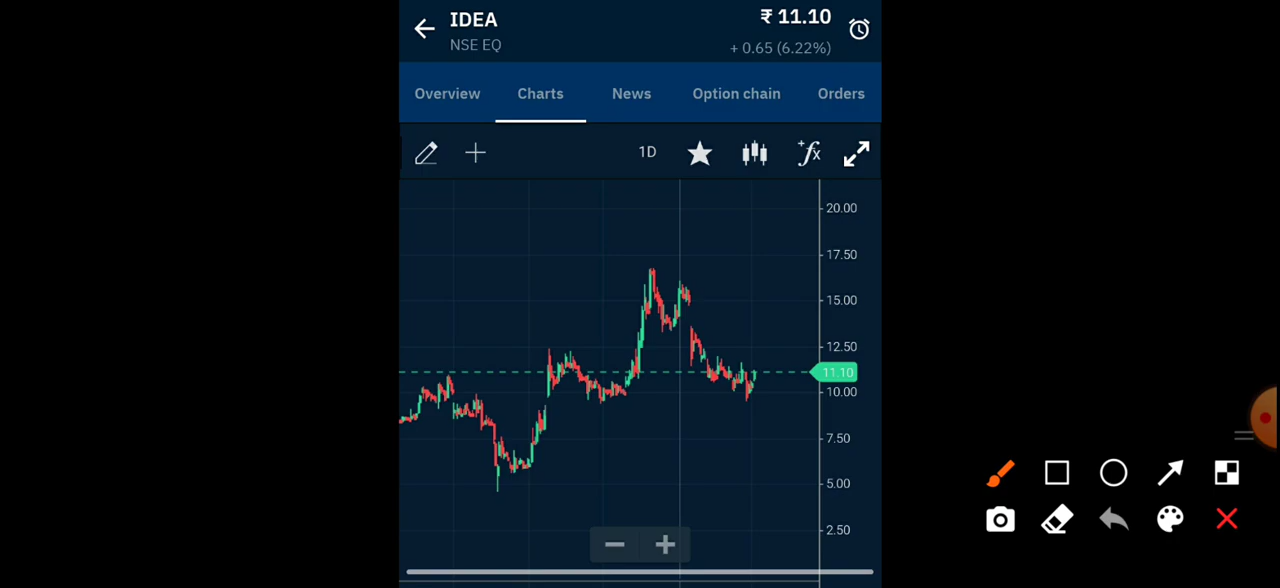 IDEA
₹ 11.10
NSE EQ
+ 0.65 (6.22%)
Overview Charts News Option chain Orders
1D
+fx
20.00
17.50
15.00
12.50
11.10
10.00
7.50
5.00
2.50